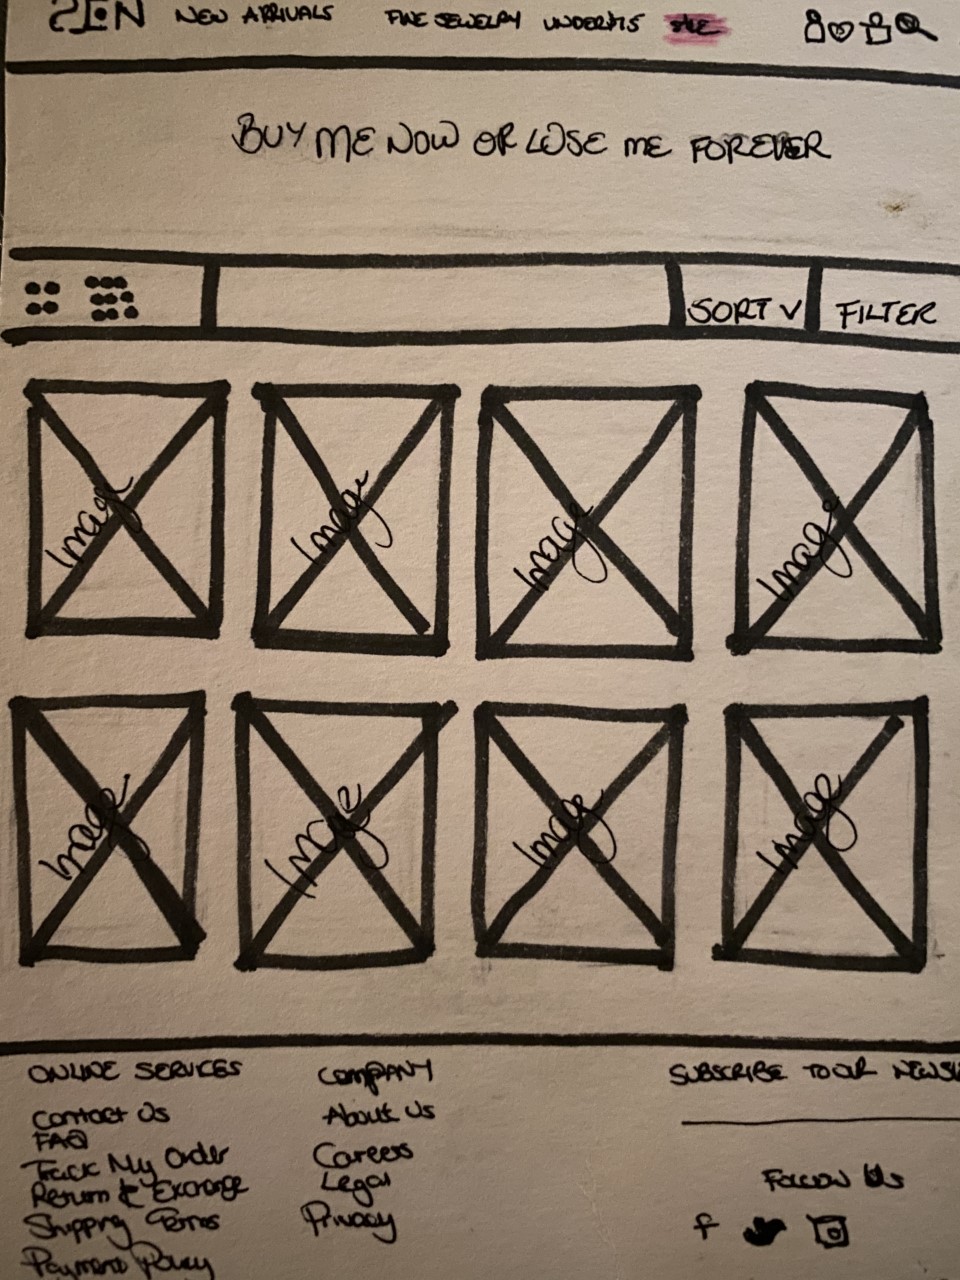 ZEN NEW ARRIVALS FINE JEWELRY UNDER $15 sale
BUY ME NOW OR LOSE ME FOREVER
SORT FILTER
Image Image Image Image
Image Image Image Image
ONLINE SERVICES
Contact Us
FAQ
Track My Order
Return & Exchange
Shipping Terms
Payment Policy
COMPANY
About Us
Careers
Legal
Privacy
SUBSCRIBE TO OUR NEWSL
Follow Us
f